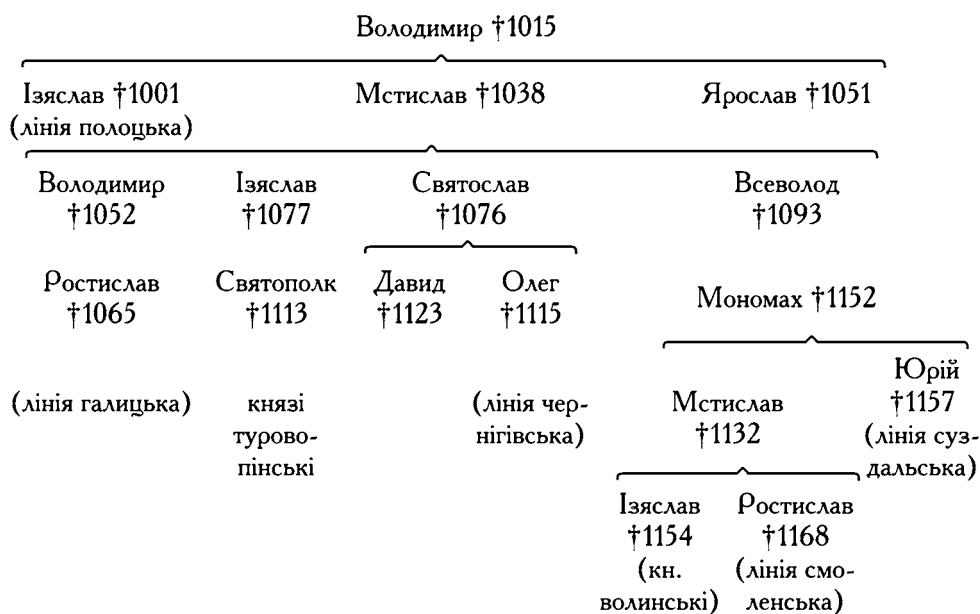 Володимир †1015
Ізяслав †1001 Мстислав †1038 Ярослав †1051
(лінія полоцька)
Володимир Ізяслав Святослав Всеволод
†1052 †1077 †1076 †1093
Ростислав Святополк Давид Олег
†1065 †1113 †1123 †1115
Мономах †1152
Юрій
(лінія галицька) князі (лінія чер- Мстислав †1157
турово- нігівська) †1132 (лінія суз-
пінські дальська)
Ізяслав Ростислав
†1154 †1168
(кн. (лінія смо-
волинські) ленська)